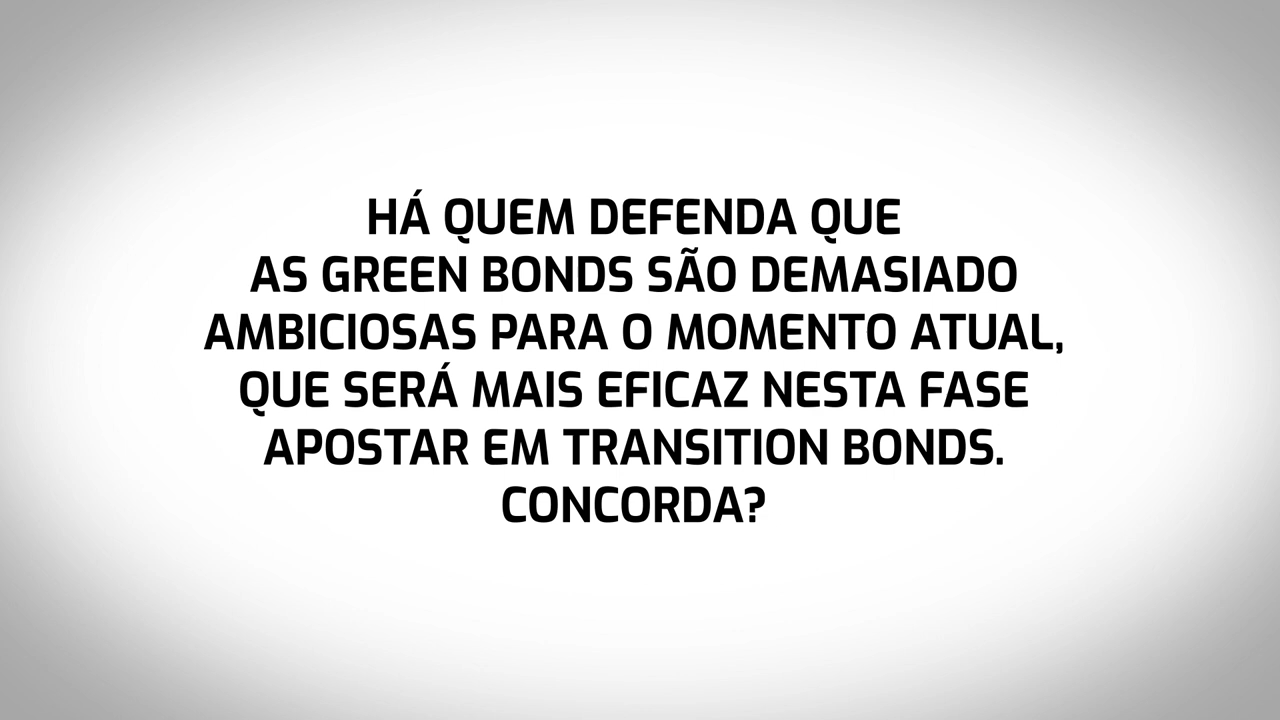 HÁ QUEM DEFENDA QUE
AS GREEN BONDS SÃO DEMASIADO
AMBICIOSAS PARA O MOMENTO ATUAL,
QUE SERÁ MAIS EFICAZ NESTA FASE
APOSTAR EM TRANSITION BONDS.
CONCORDA?